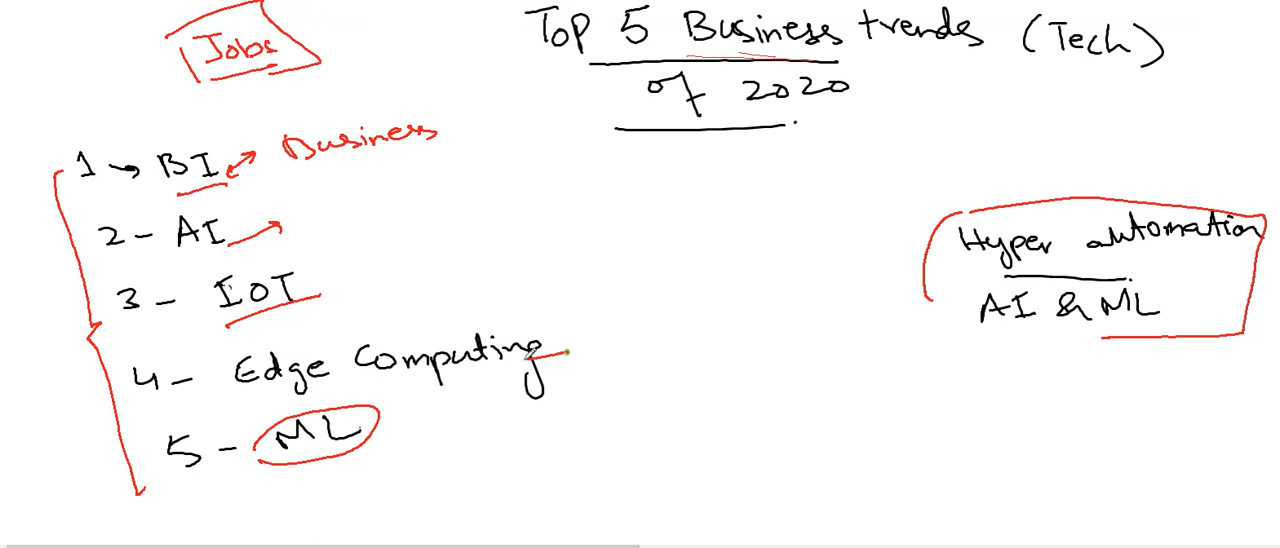 Jobs
Top 5 Business trends (Tech)
of 2020
1 → BI ↔ Business
2 - AI →
3 - IOT
4 - Edge Computing
5 - ML
Hyper automation
AI & ML